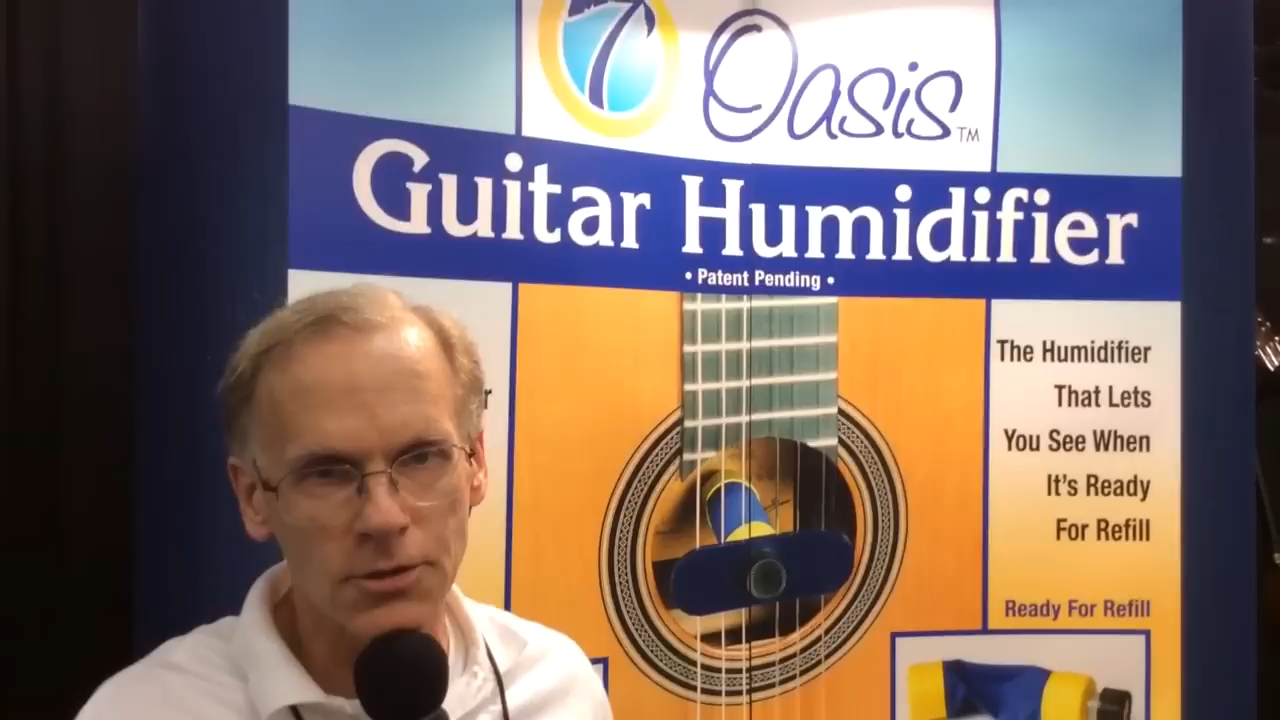 Oasis™
Guitar Humidifier
• Patent Pending •
r
The Humidifier
That Lets
You See When
It's Ready
For Refill
Ready For Refill